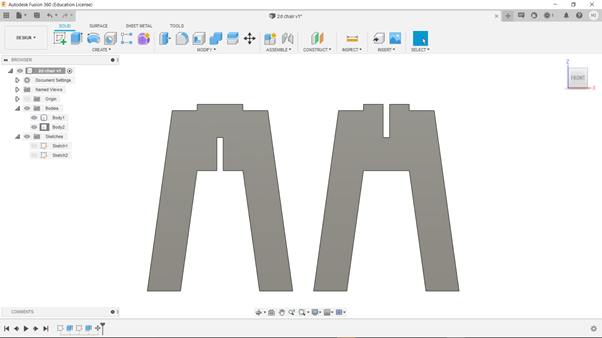 Autodesk Fusion 360 (Education License)
2d chair v1*
SOLID SURFACE SHEET METAL TOOLS
DESIGN
CREATE MODIFY ASSEMBLE CONSTRUCT INSPECT INSERT SELECT
BROWSER
2d chair v1
Document Settings
Named Views
Origin
Bodies
Body1
Body2
Sketches
Sketch1
Sketch2
Z
FRONT
X
COMMENTS